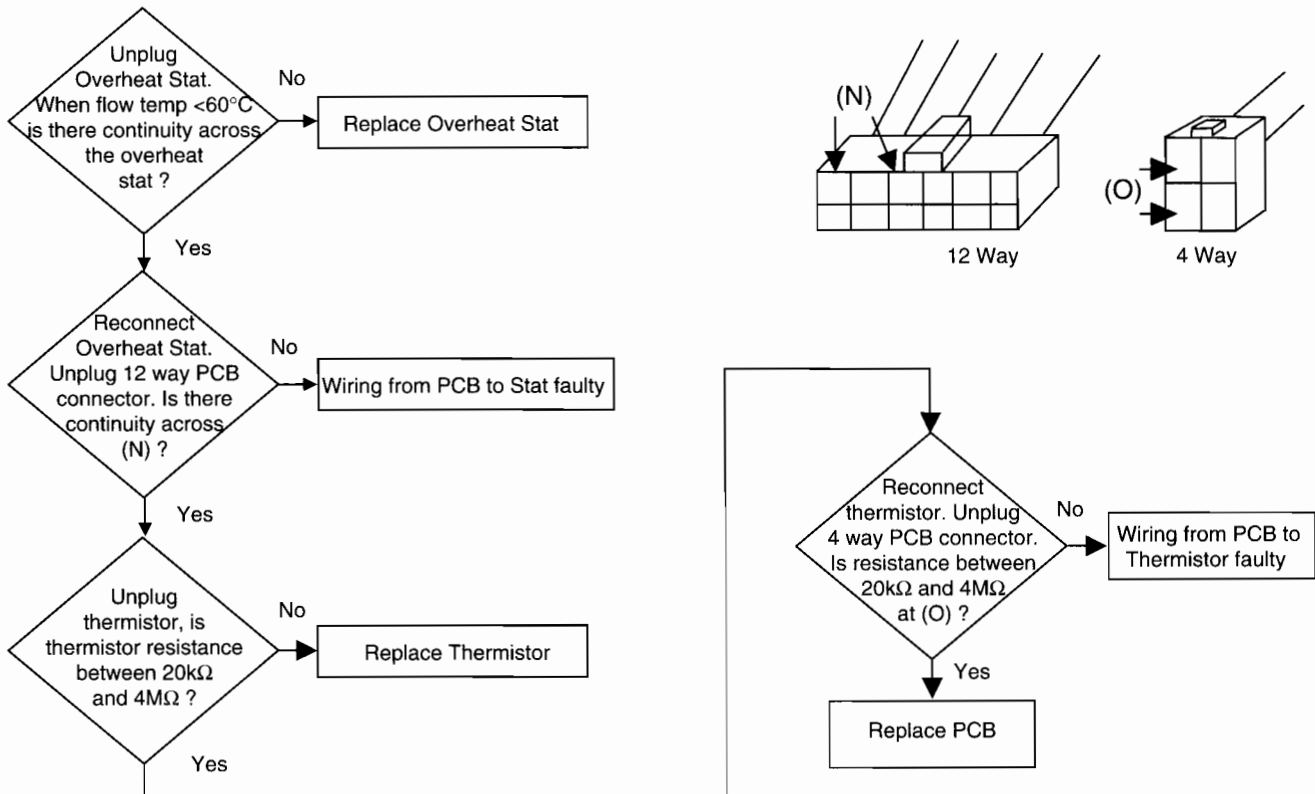 Unplug
Overheat Stat.
When flow temp <60°C
is there continuity across
the overheat
stat ?
No
Replace Overheat Stat
Yes
Reconnect
Overheat Stat.
Unplug 12 way PCB
connector. Is there
continuity across
(N) ?
No
Wiring from PCB to Stat faulty
Yes
Unplug
thermistor, is
thermistor resistance
between 20kΩ
and 4MΩ ?
No
Replace Thermistor
Yes
(N)
12 Way
(O)
4 Way
Reconnect
thermistor. Unplug
4 way PCB connector.
Is resistance between
20kΩ and 4MΩ
at (O) ?
No
Wiring from PCB to
Thermistor faulty
Yes
Replace PCB